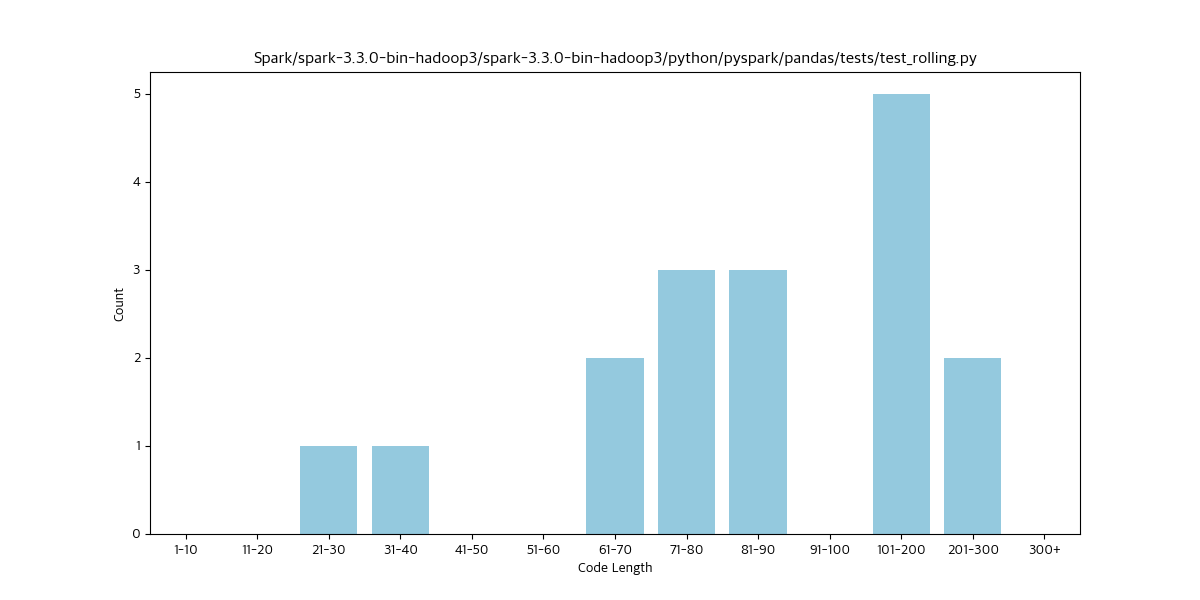 Spark/spark-3.3.0-bin-hadoop3/spark-3.3.0-bin-hadoop3/python/pyspark/pandas/tests/test_rolling.py
5
4
3
2
1
0
Count
1-10 11-20 21-30 31-40 41-50 51-60 61-70 71-80 81-90 91-100 101-200 201-300 300+
Code Length